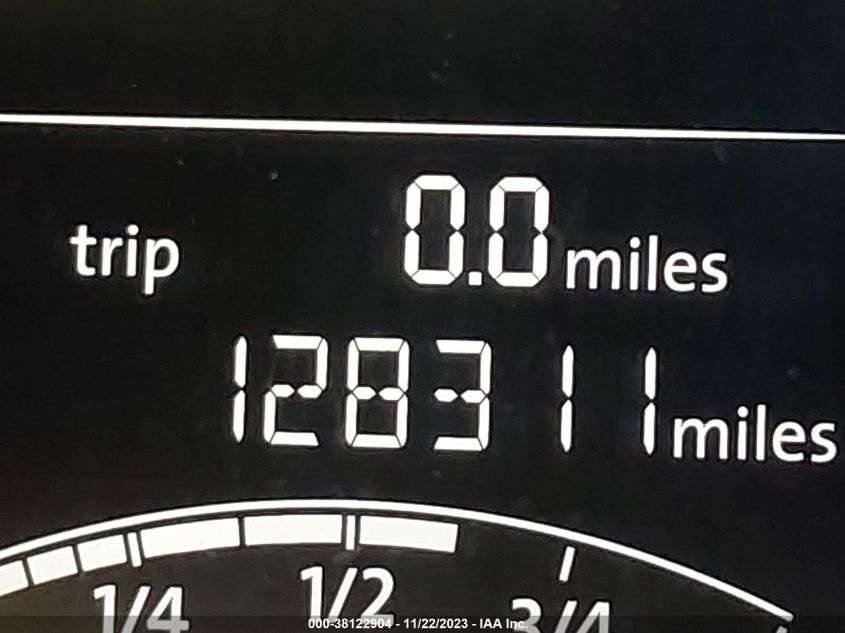 trip 0.0 miles
128311 miles
1/4 1/2 3/4
000-38122904 - 11/22/2023 - IAA, Inc.